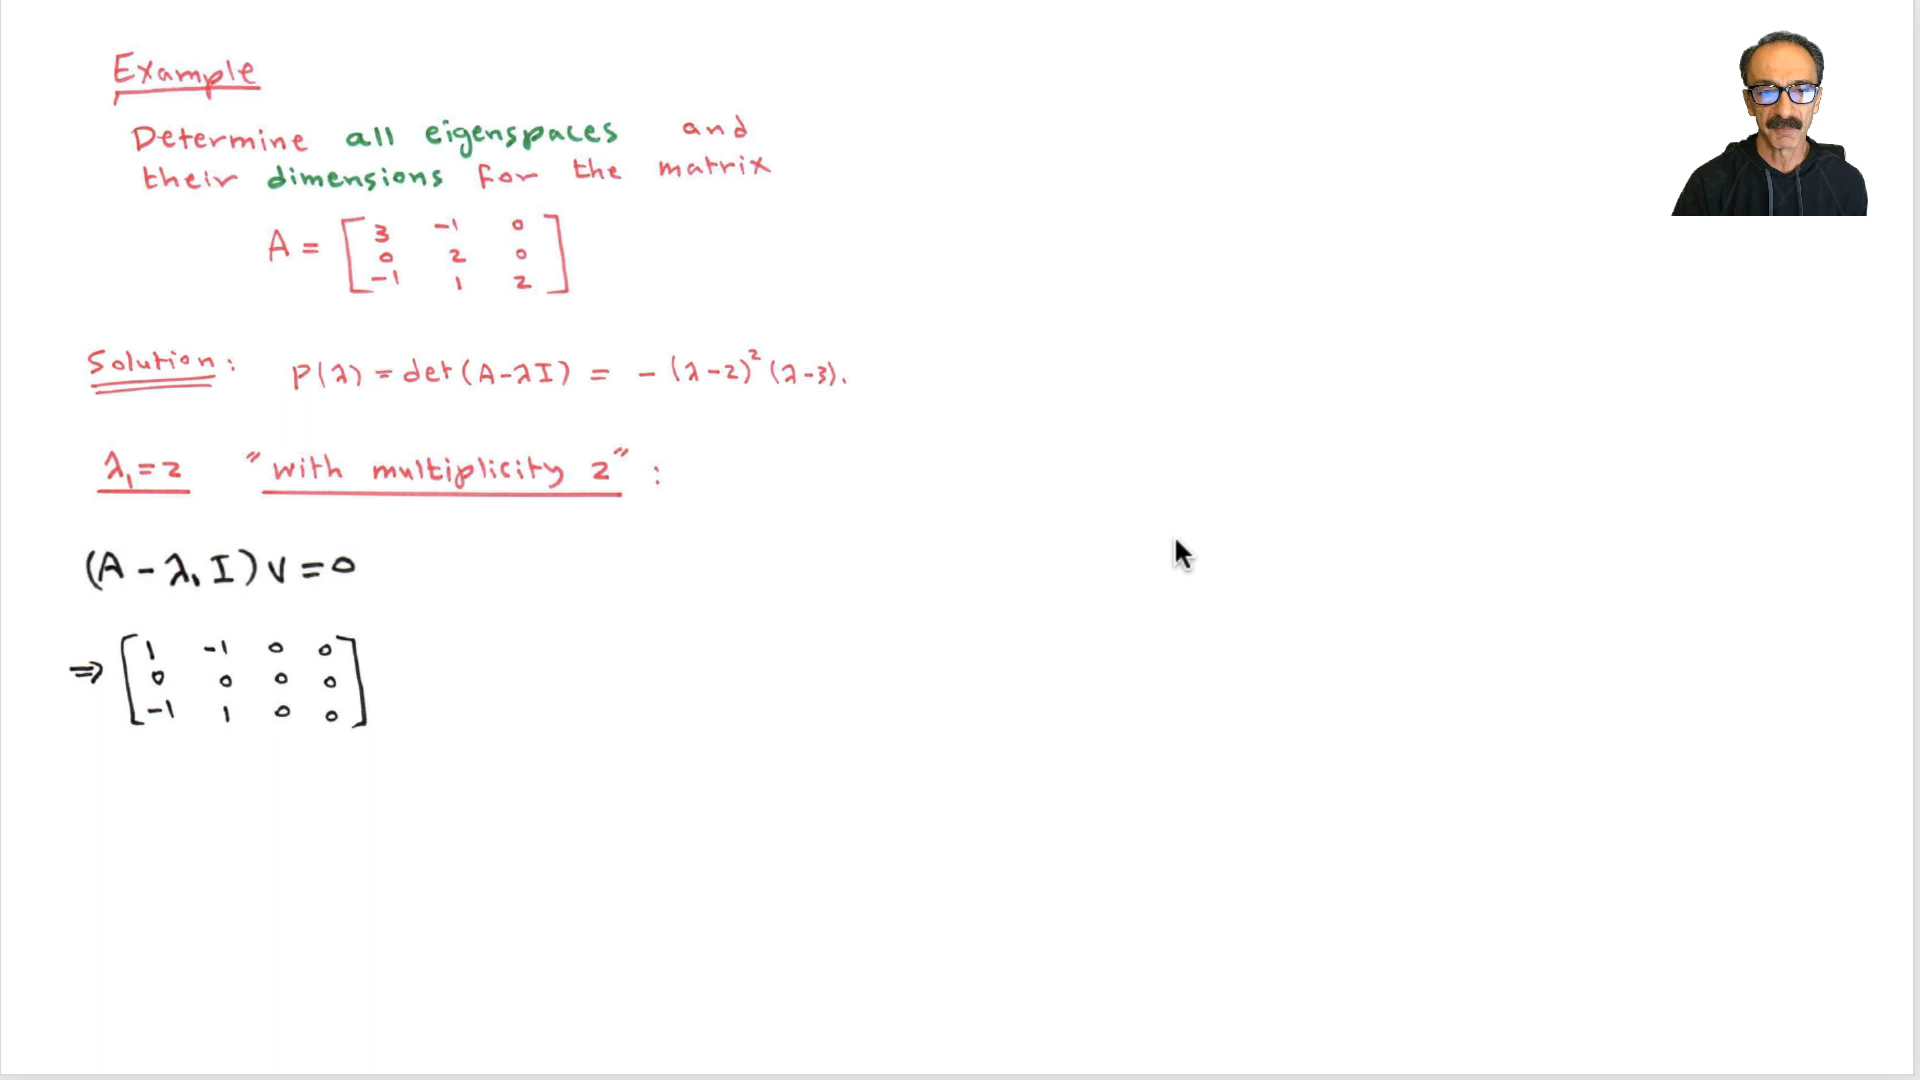 Example
Determine all eigenspaces and
their dimensions for the matrix
A = [ 3 -1 0
0 2 0
-1 1 2 ]
Solution: P(λ) = det(A-λI) = -(λ-2)²(λ-3).
λ₁=2 "with multiplicity 2" :
(A - λ₁ I) v = 0
⇒ [ 1 -1 0 0
0 0 0 0
-1 1 0 0 ]